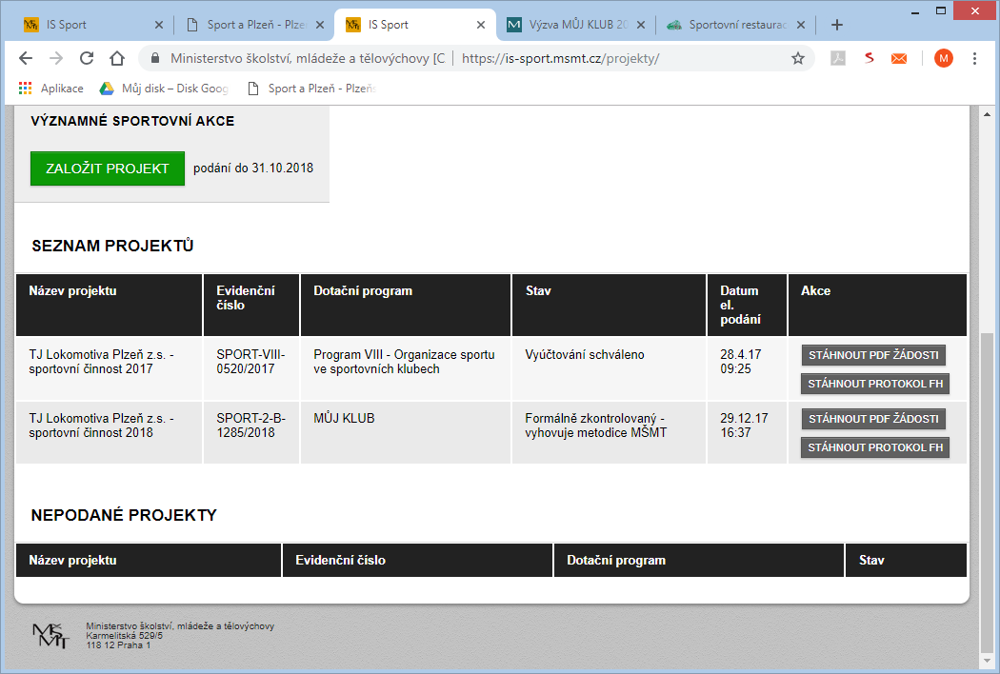 IS Sport
Sport a Plzeň - Plze
IS Sport
Výzva MŮJ KLUB 20
Sportovní restaurac
Ministerstvo školství, mládeže a tělovýchovy [C
https://is-sport.msmt.cz/projekty/
M
Aplikace
Můj disk – Disk Goog
Sport a Plzeň - Plzeňs
VÝZNAMNÉ SPORTOVNÍ AKCE
ZALOŽIT PROJEKT podání do 31.10.2018
SEZNAM PROJEKTŮ
Název projektu
Evidenční
číslo
Dotační program
Stav
Datum
el.
podání
Akce
TJ Lokomotiva Plzeň z.s. -
sportovní činnost 2017
SPORT-VIII-
0520/2017
Program VIII - Organizace sportu
ve sportovních klubech
Vyúčtování schváleno
28.4.17
09:25
STÁHNOUT PDF ŽÁDOSTI
STÁHNOUT PROTOKOL FH
TJ Lokomotiva Plzeň z.s. -
sportovní činnost 2018
SPORT-2-B-
1285/2018
MŮJ KLUB
Formálně zkontrolovaný -
vyhovuje metodice MŠMT
29.12.17
16:37
STÁHNOUT PDF ŽÁDOSTI
STÁHNOUT PROTOKOL FH
NEPODANÉ PROJEKTY
Název projektu
Evidenční číslo
Dotační program
Stav
MŠMT
Ministerstvo školství, mládeže a tělovýchovy
Karmelitská 529/5
118 12 Praha 1